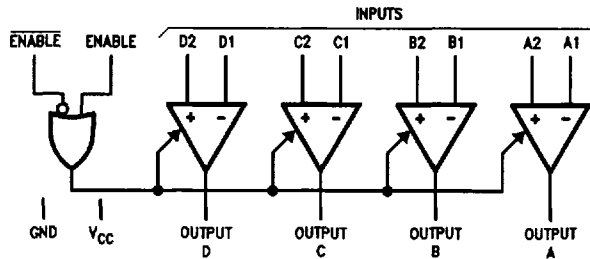 INPUTS
ENABLE ENABLE D2 D1 C2 C1 B2 B1 A2 A1
+ − + − + − + −
GND VCC OUTPUT D OUTPUT C OUTPUT B OUTPUT A